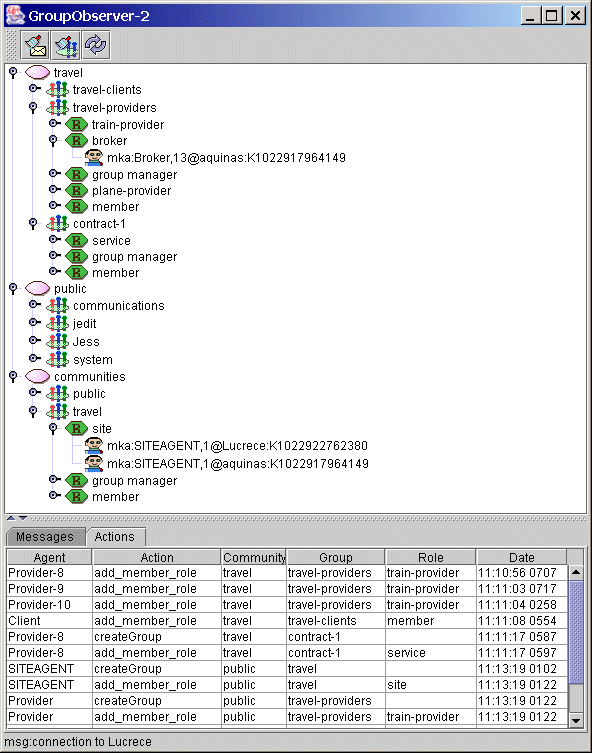 GroupObserver-2
travel
travel-clients
travel-providers
R train-provider
R broker
mka:Broker,13@aquinas:K1022917964149
R group manager
R plane-provider
R member
contract-1
R service
R group manager
R member
public
communications
jedit
Jess
system
communities
public
travel
R site
mka:SITEAGENT,1@Lucrece:K1022922762380
mka:SITEAGENT,1@aquinas:K1022917964149
R group manager
R member
Messages Actions
Agent Action Community Group Role Date
Provider-8 add_member_role travel travel-providers train-provider 11:10:56 0707
Provider-9 add_member_role travel travel-providers train-provider 11:11:03 0717
Provider-10 add_member_role travel travel-providers train-provider 11:11:04 0258
Client add_member_role travel travel-clients member 11:11:08 0554
Provider-8 createGroup travel contract-1 11:11:17 0587
Provider-8 add_member_role travel contract-1 service 11:11:17 0597
SITEAGENT createGroup public travel 11:13:19 0102
SITEAGENT add_member_role public travel site 11:13:19 0122
Provider createGroup public travel-providers 11:13:19 0122
Provider add_member_role public travel-providers train-provider 11:13:19 0122
msg:connection to Lucrece